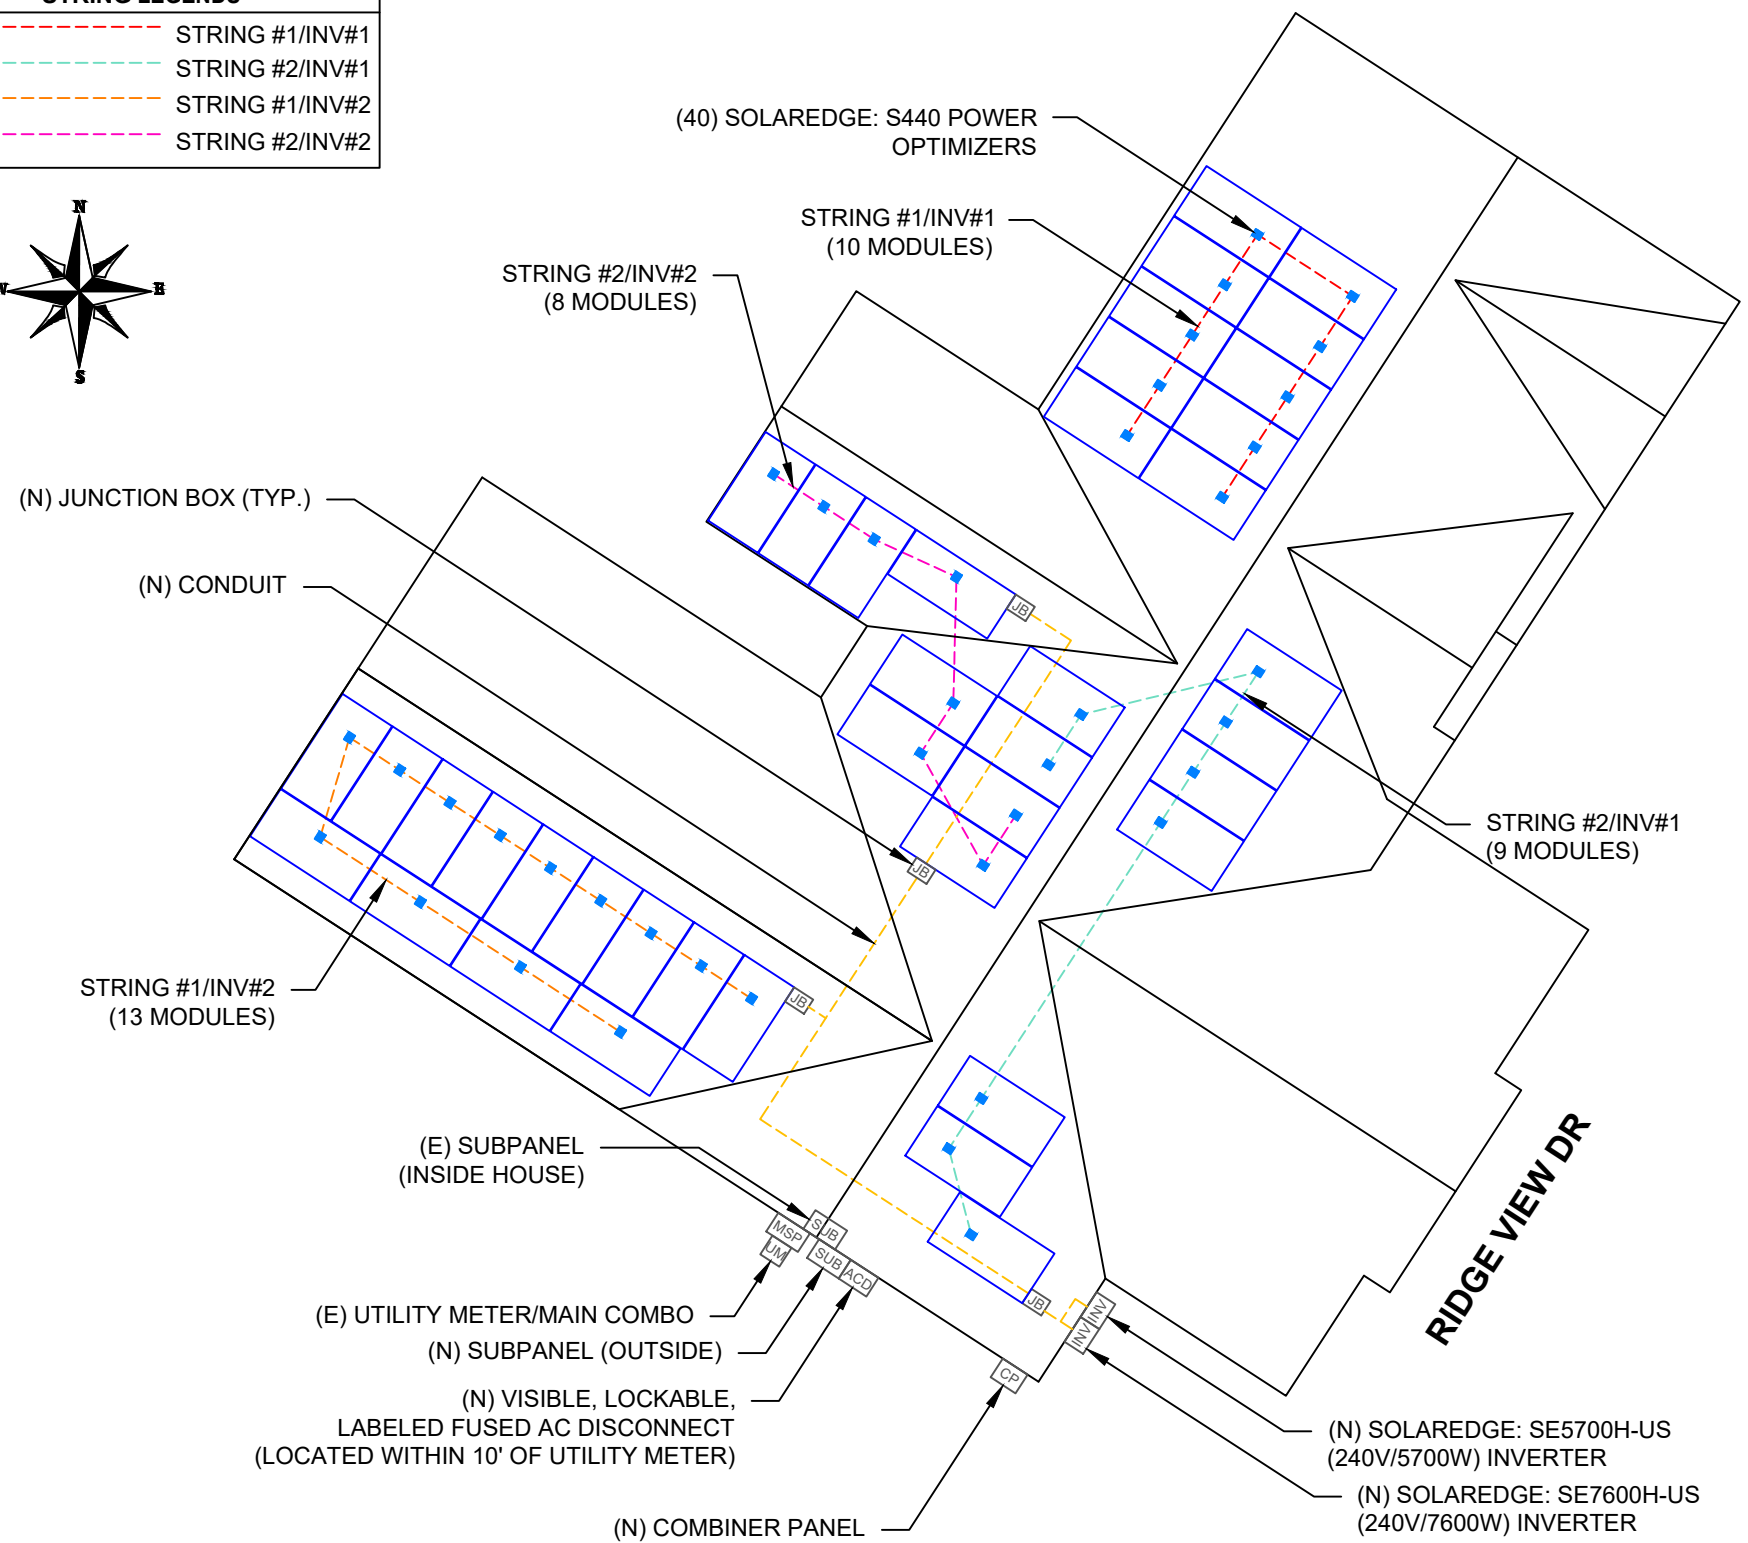 STRING LEGENDS
STRING #1/INV#1
STRING #2/INV#1
STRING #1/INV#2
STRING #2/INV#2
N
E
S
(40) SOLAREDGE: S440 POWER
OPTIMIZERS
STRING #1/INV#1
(10 MODULES)
STRING #2/INV#2
(8 MODULES)
(N) JUNCTION BOX (TYP.)
(N) CONDUIT
JB
JB
STRING #2/INV#1
(9 MODULES)
STRING #1/INV#2
(13 MODULES)
JB
(E) SUBPANEL
(INSIDE HOUSE)
MSP
SUB
UM
SUB
ACD
JB
INV
INV
CP
RIDGE VIEW DR
(E) UTILITY METER/MAIN COMBO
(N) SUBPANEL (OUTSIDE)
(N) VISIBLE, LOCKABLE,
LABELED FUSED AC DISCONNECT
(LOCATED WITHIN 10' OF UTILITY METER)
(N) COMBINER PANEL
(N) SOLAREDGE: SE5700H-US
(240V/5700W) INVERTER
(N) SOLAREDGE: SE7600H-US
(240V/7600W) INVERTER